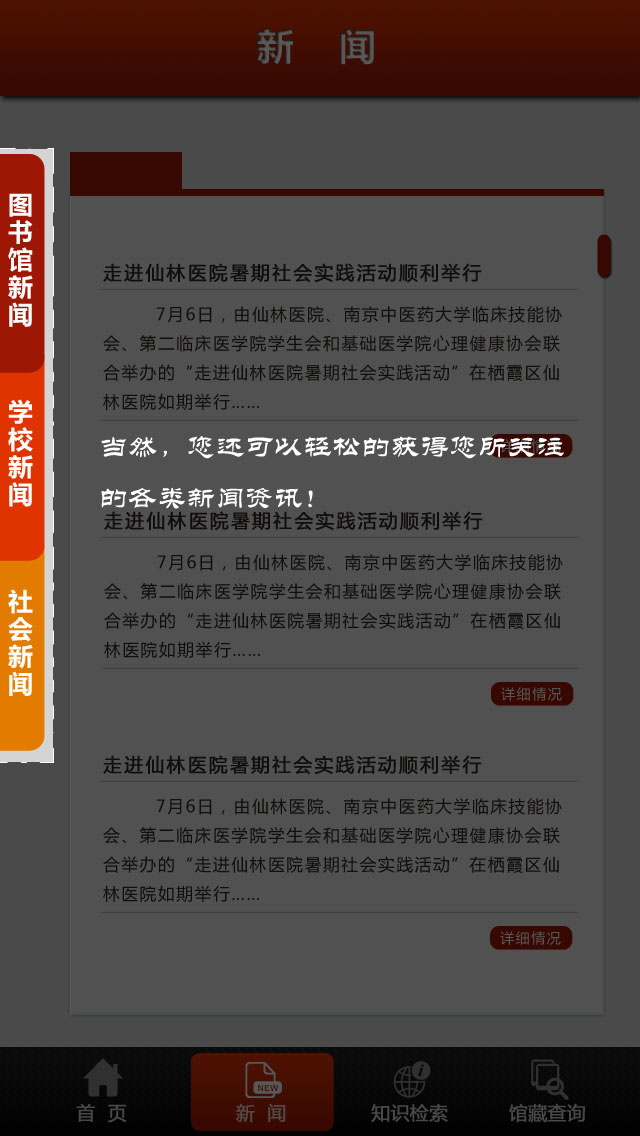 新 闻
图书馆新闻
学校新闻
社会新闻
走进仙林医院暑期社会实践活动顺利举行
7月6日，由仙林医院、南京中医药大学临床技能协
会、第二临床医学院学生会和基础医学院心理健康协会联
合举办的“走进仙林医院暑期社会实践活动”在栖霞区仙
林医院如期举行……
当然，您还可以轻松的获得您所关注
的各类新闻资讯！
走进仙林医院暑期社会实践活动顺利举行
7月6日，由仙林医院、南京中医药大学临床技能协
会、第二临床医学院学生会和基础医学院心理健康协会联
合举办的“走进仙林医院暑期社会实践活动”在栖霞区仙
林医院如期举行……
详细情况
走进仙林医院暑期社会实践活动顺利举行
7月6日，由仙林医院、南京中医药大学临床技能协
会、第二临床医学院学生会和基础医学院心理健康协会联
合举办的“走进仙林医院暑期社会实践活动”在栖霞区仙
林医院如期举行……
详细情况
NEW
首 页
新 闻
知识检索
馆藏查询